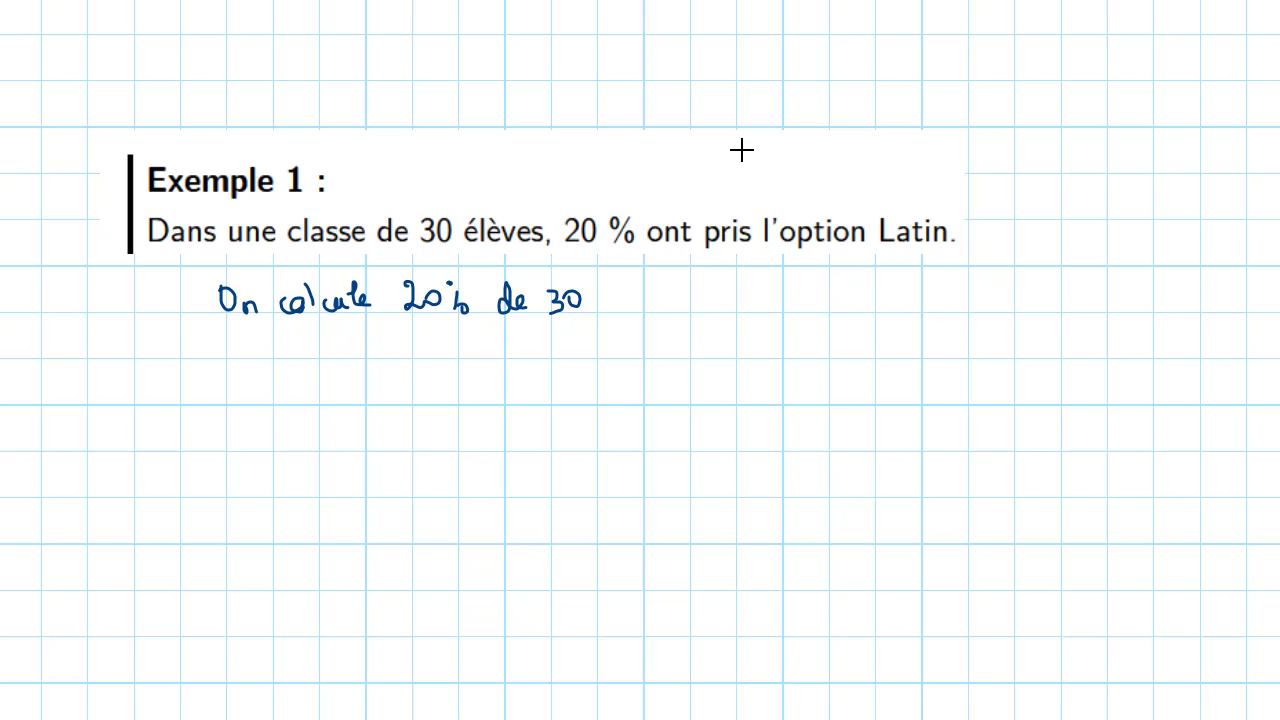 Exemple 1 :
Dans une classe de 30 élèves, 20 % ont pris l'option Latin.
On calcule 20% de 30